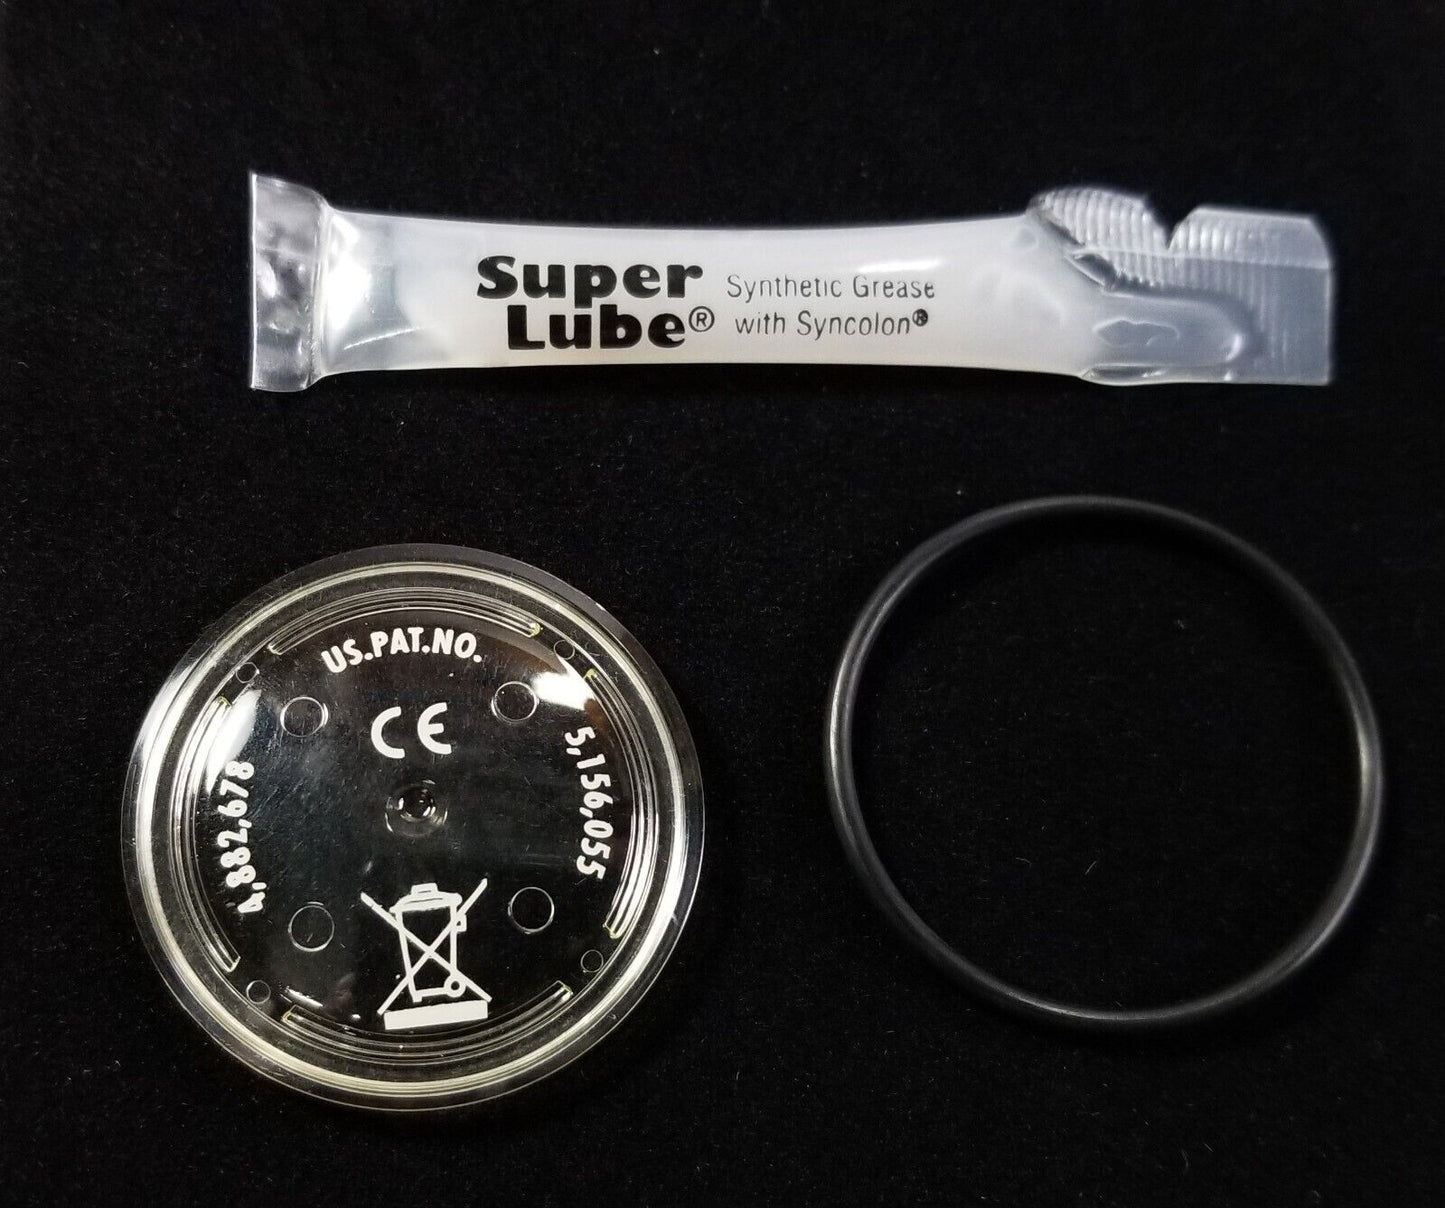 Super Synthetic Grease
Lube® with Syncolon®
US.PAT.NO.
CE
4,882,678
5,156,055